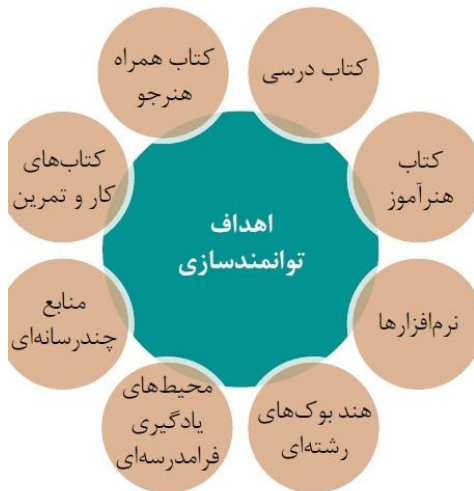 کتاب درسی
کتاب همراه
هنرجو
کتاب
هنرآموز
کتاب‌های
کار و تمرین
اهداف
توانمندسازی
نرم‌افزارها
منابع
چندرسانه‌ای
هند بوک‌های
رشته‌ای
محیط‌های
یادگیری
فرامدرسه‌ای